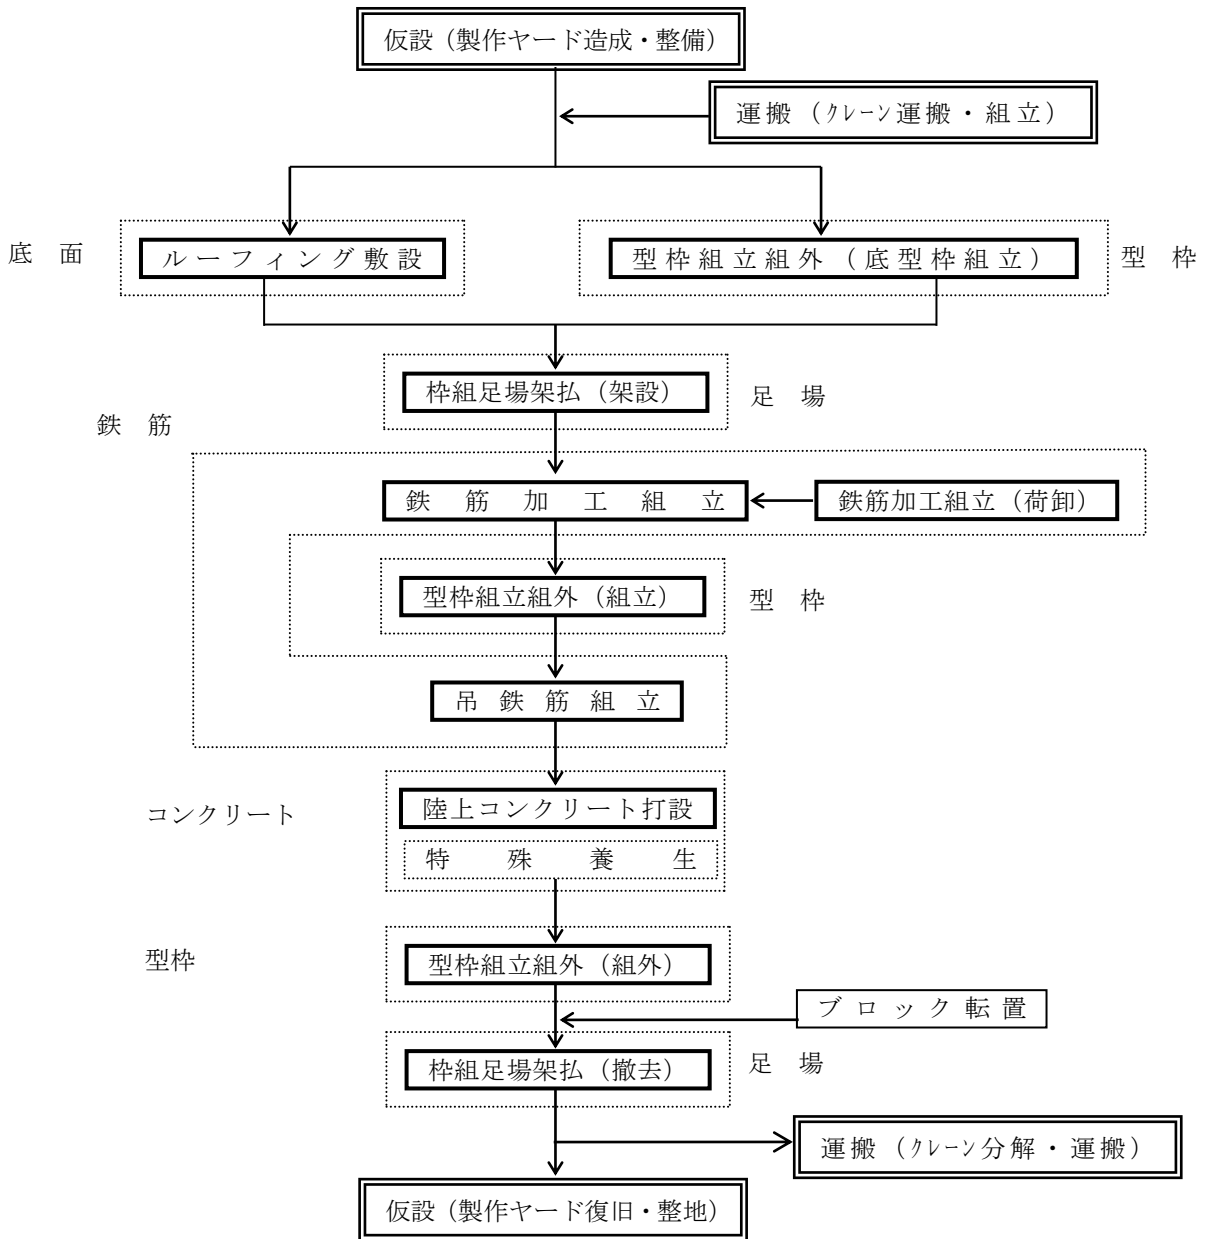 仮設（製作ヤード造成・整備）
運搬（ｸﾚｰﾝ運搬・組立）
底 面
ルーフィング敷設
型枠組立組外（底型枠組立）
型 枠
枠組足場架払（架設）
足 場
鉄 筋
鉄筋加工組立
鉄筋加工組立（荷卸）
型枠組立組外（組立）
型 枠
吊鉄筋組立
コンクリート
陸上コンクリート打設
特殊養生
型枠
型枠組立組外（組外）
ブロック転置
枠組足場架払（撤去）
足 場
運搬（ｸﾚｰﾝ分解・運搬）
仮設（製作ヤード復旧・整地）